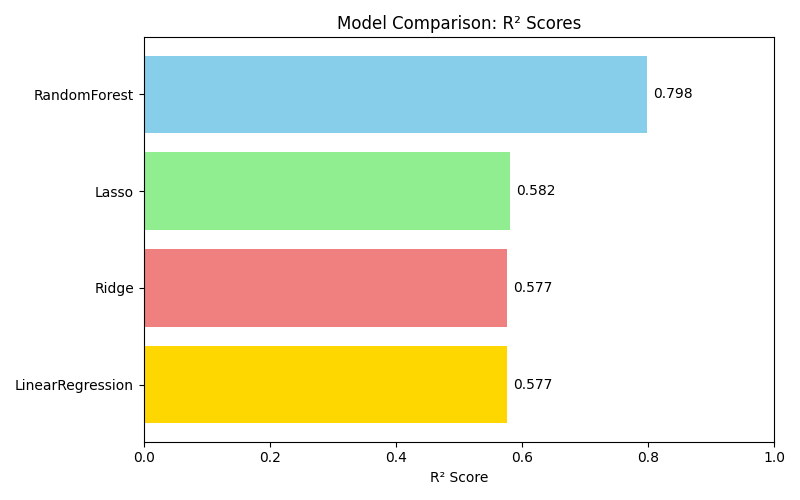 Model Comparison: R² Scores
RandomForest
0.798
Lasso
0.582
Ridge
0.577
LinearRegression
0.577
0.0 0.2 0.4 0.6 0.8 1.0
R² Score